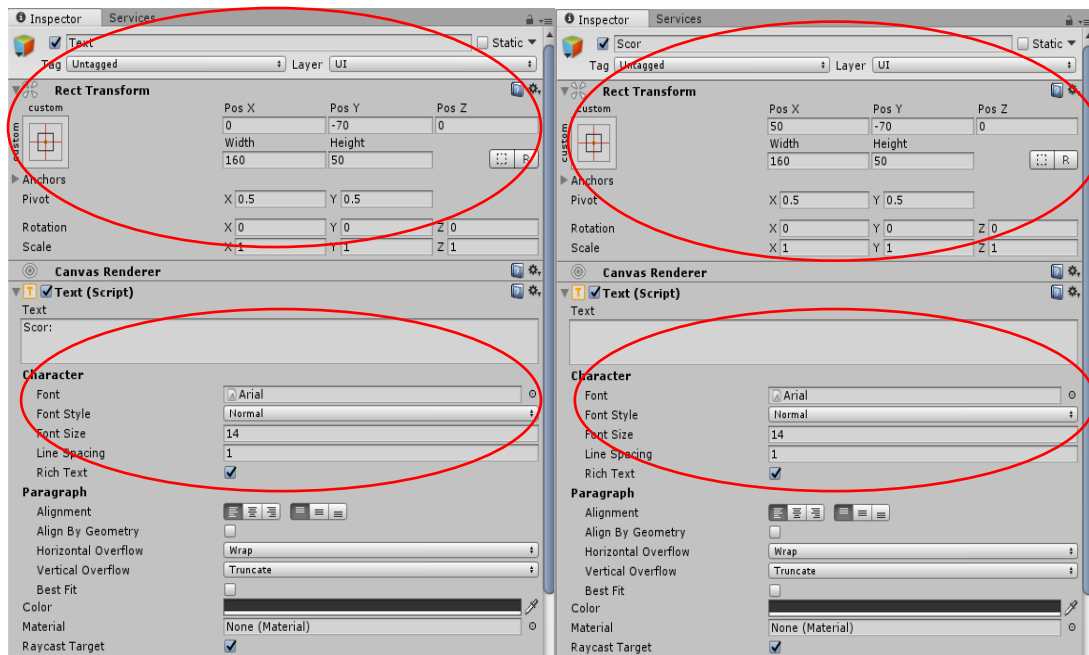 Inspector Services
Text Static
Tag Untagged Layer UI
Rect Transform
custom Pos X Pos Y Pos Z
custom
0 -70 0
Width Height
160 50 R
Anchors
Pivot X 0.5 Y 0.5
Rotation X 0 Y 0 Z 0
Scale X 1 Y 1 Z 1
Canvas Renderer
T Text (Script)
Text
Scor:
Character
Font Arial
Font Style Normal
Font Size 14
Line Spacing 1
Rich Text
Paragraph
Alignment
Align By Geometry
Horizontal Overflow Wrap
Vertical Overflow Truncate
Best Fit
Color
Material None (Material)
Raycast Target
Inspector Services
Scor Static
Tag Untagged Layer UI
Rect Transform
custom Pos X Pos Y Pos Z
custom
50 -70 0
Width Height
160 50 R
Anchors
Pivot X 0.5 Y 0.5
Rotation X 0 Y 0 Z 0
Scale X 1 Y 1 Z 1
Canvas Renderer
T Text (Script)
Text
Character
Font Arial
Font Style Normal
Font Size 14
Line Spacing 1
Rich Text
Paragraph
Alignment
Align By Geometry
Horizontal Overflow Wrap
Vertical Overflow Truncate
Best Fit
Color
Material None (Material)
Raycast Target